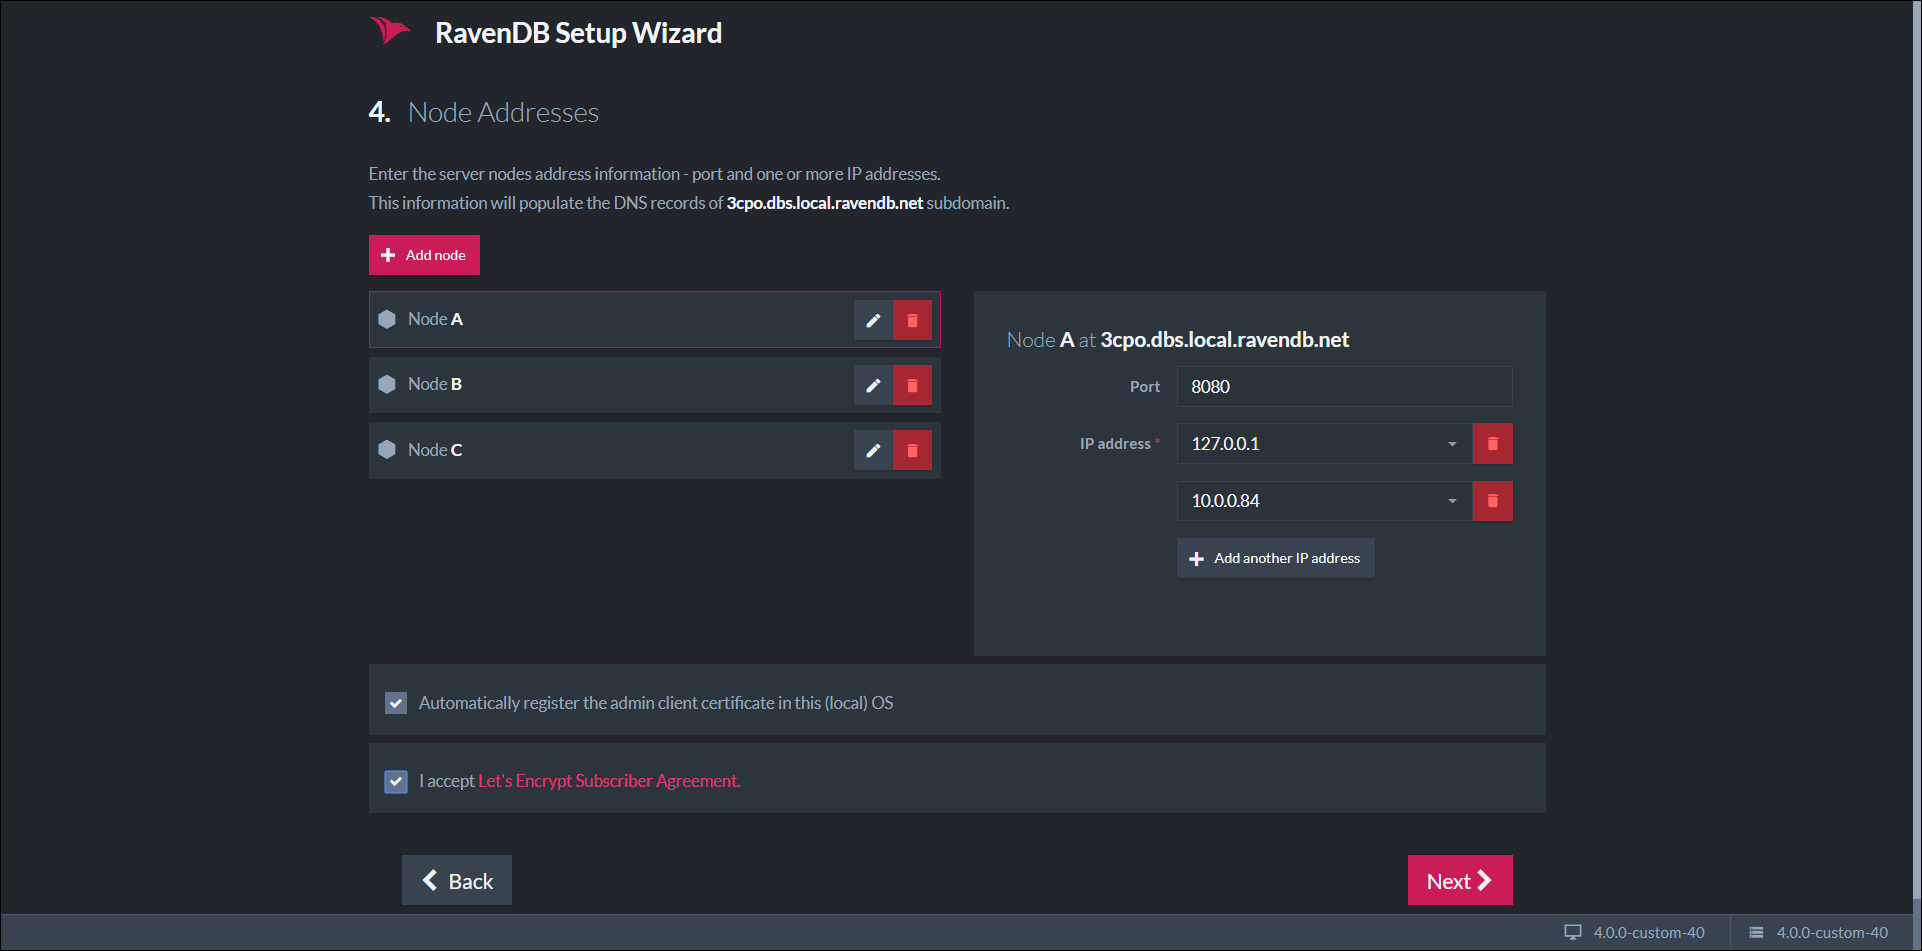 RavenDB Setup Wizard
4. Node Addresses
Enter the server nodes address information - port and one or more IP addresses.
This information will populate the DNS records of 3cpo.dbs.local.ravendb.net subdomain.
Add node
Node A
Node B
Node C
Node A at 3cpo.dbs.local.ravendb.net
Port 8080
IP address * 127.0.0.1
10.0.0.84
Add another IP address
Automatically register the admin client certificate in this (local) OS
I accept Let's Encrypt Subscriber Agreement.
Back
Next
4.0.0-custom-40
4.0.0-custom-40